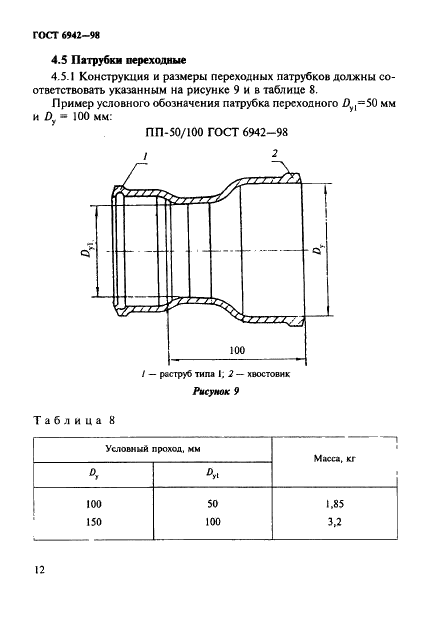 ГОСТ 6942—98
4.5 Патрубки переходные
4.5.1 Конструкция и размеры переходных патрубков должны со-
ответствовать указанным на рисунке 9 и в таблице 8.
Пример условного обозначения патрубка переходного Dу1=50 мм
и Dу = 100 мм:
ПП-50/100 ГОСТ 6942—98
1 2
Dу1 Dу
100
1 — раструб типа 1; 2 — хвостовик
Рисунок 9
Таблица 8
Условный проход, мм Масса, кг
Dу Dу1
100 50 1,85
150 100 3,2
12